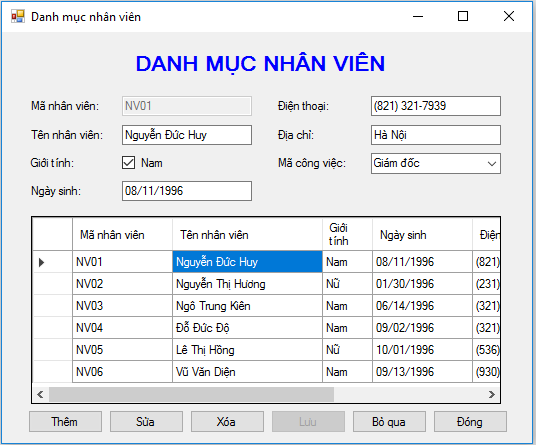 Danh mục nhân viên
DANH MỤC NHÂN VIÊN
Mã nhân viên: NV01 Điện thoại: (821) 321-7939
Tên nhân viên: Nguyễn Đức Huy Địa chỉ: Hà Nội
Giới tính: Nam Mã công việc: Giám đốc
Ngày sinh: 08/11/1996
Mã nhân viên Tên nhân viên Giới tính Ngày sinh Điện
NV01 Nguyễn Đức Huy Nam 08/11/1996 (821)
NV02 Nguyễn Thị Hương Nữ 01/30/1996 (231)
NV03 Ngô Trung Kiên Nam 06/14/1996 (321)
NV04 Đỗ Đức Độ Nam 09/02/1996 (321)
NV05 Lê Thị Hồng Nữ 10/01/1996 (536)
NV06 Vũ Văn Diện Nam 09/13/1996 (930)
Thêm Sửa Xóa Lưu Bỏ qua Đóng